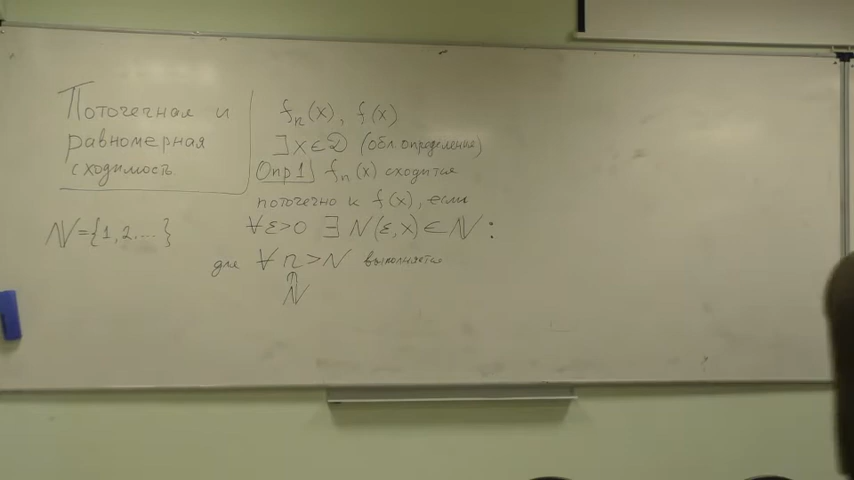 Поточечная и
равномерная
сходимость.
ℕ={1,2....}
fₙ(x), f(x)
∃x∈D (обл. определения)
Опр1 fₙ(x) сходится
поточечно к f(x), если
∀ε>0 ∃ N(ε,x)∈ℕ:
для ∀ n>N выполняется
ℕ